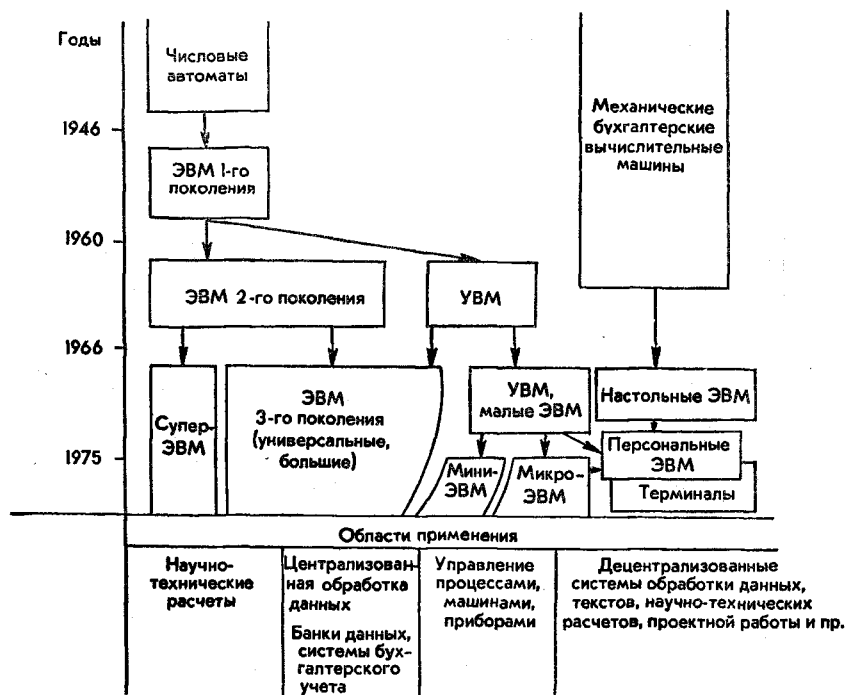 Годы
Числовые
автоматы
Механические
бухгалтерские
вычислительные
машины
1946
ЭВМ 1-го
поколения
1960
ЭВМ 2-го поколения
УВМ
1966
Супер-
ЭВМ
ЭВМ
3-го поколения
(универсальные,
большие)
УВМ,
малые ЭВМ
Настольные ЭВМ
1975
Мини-
ЭВМ
Микро-
ЭВМ
Персональные
ЭВМ
Терминалы
Области применения
Научно-
технические
расчеты
Централизован-
ная обработка
данных
Банки данных,
системы бух-
галтерского
учета
Управление
процессами,
машинами,
приборами
Децентрализованные
системы обработки данных,
текстов, научно-технических
расчетов, проектной работы и пр.